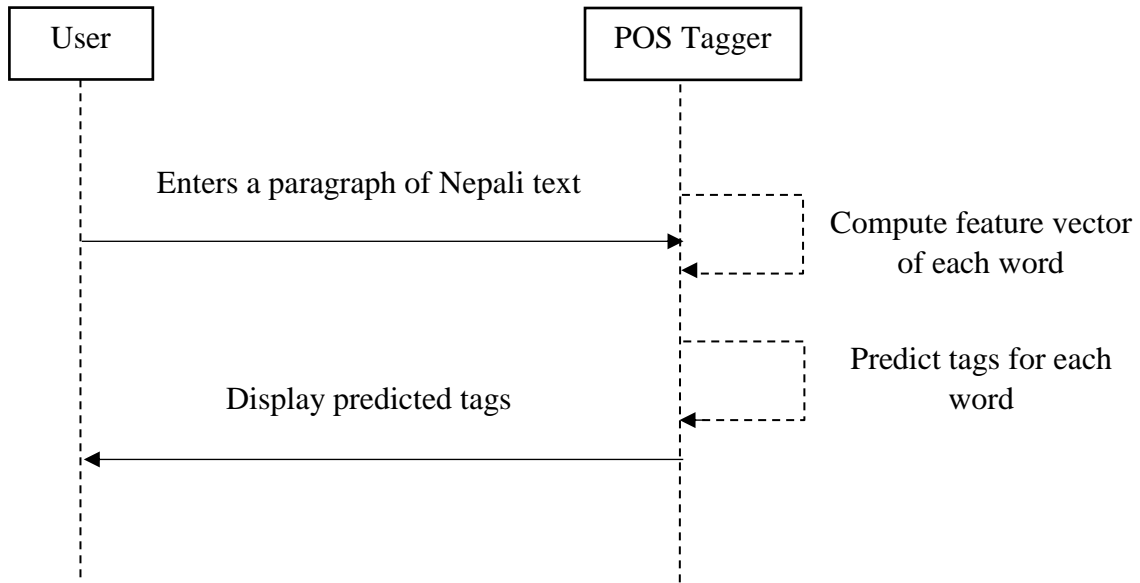 User
POS Tagger
Enters a paragraph of Nepali text
Compute feature vector
of each word
Predict tags for each
word
Display predicted tags